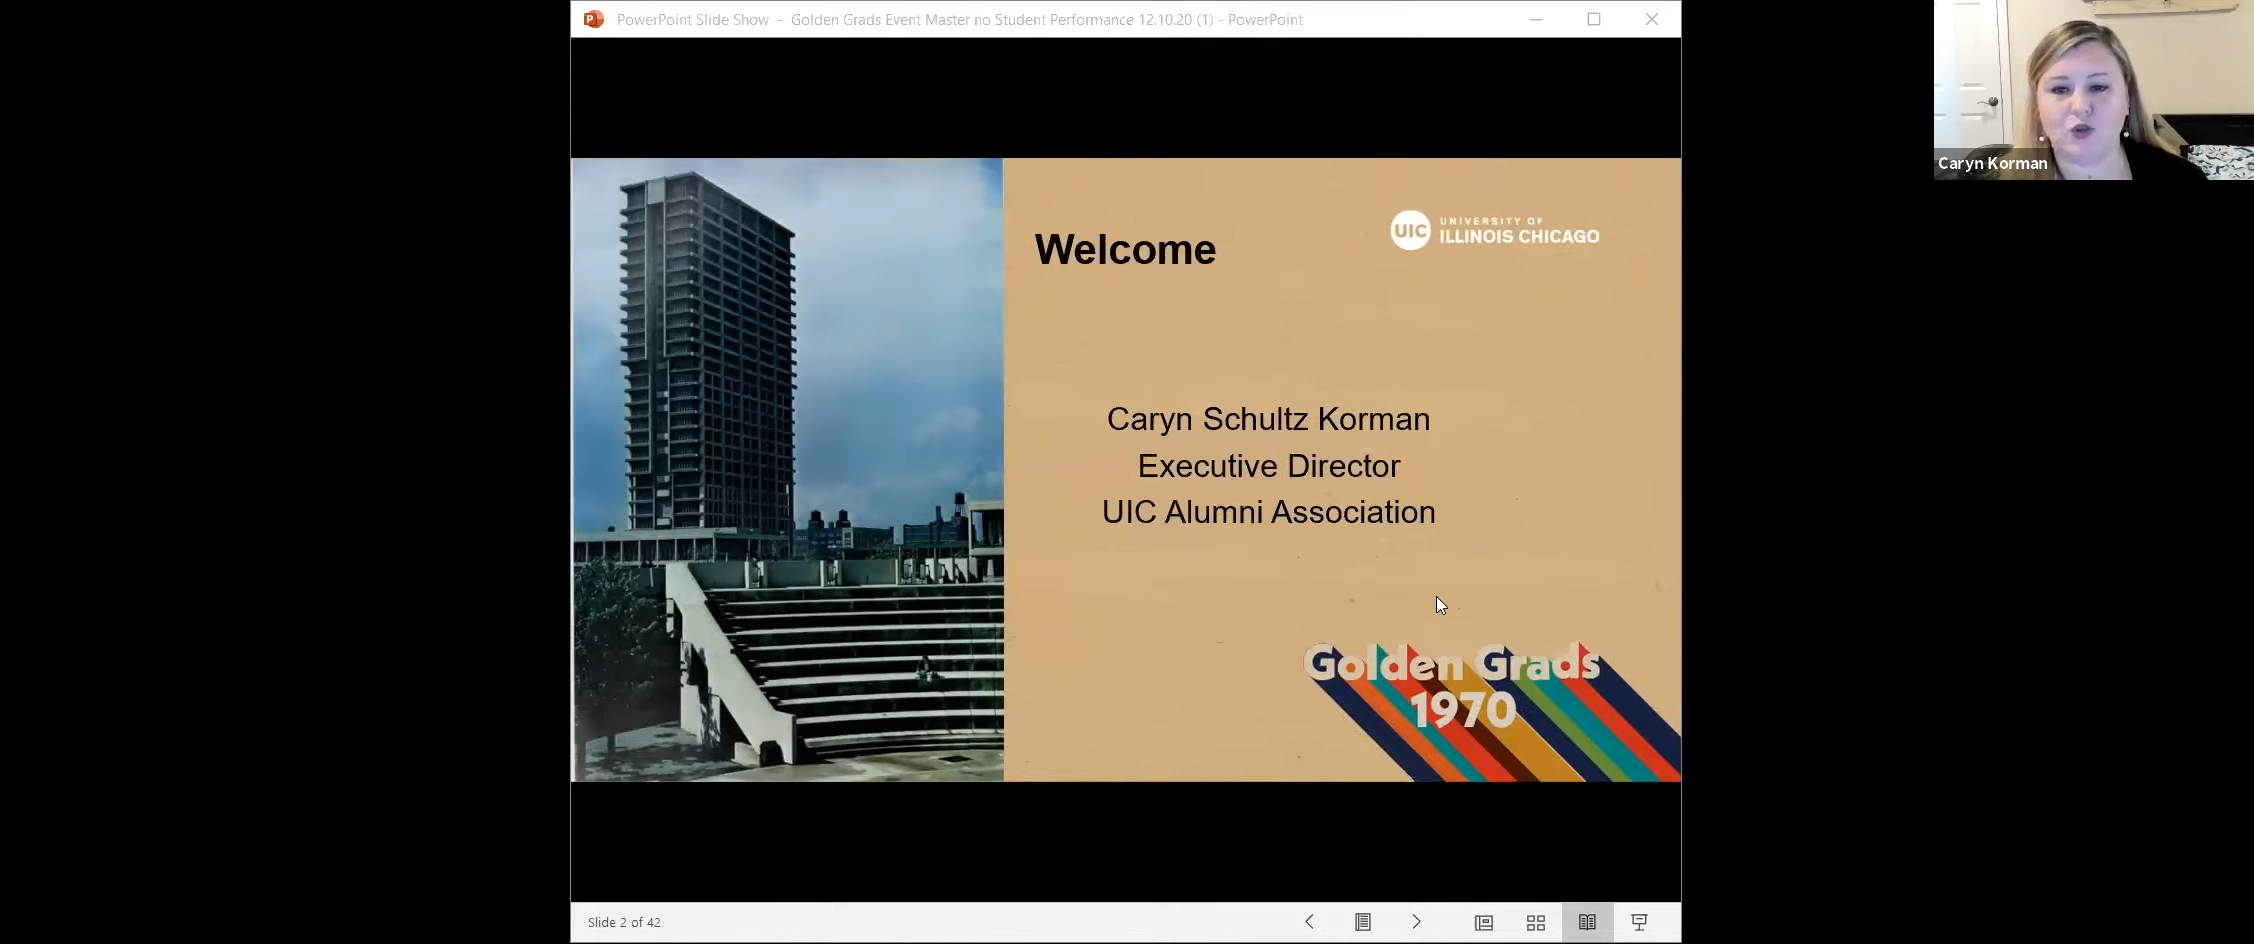 PowerPoint Slide Show - Golden Grads Event Master no Student Performance 12.10.20 (1) - PowerPoint
Caryn Korman
Welcome
UIC
UNIVERSITY OF
ILLINOIS CHICAGO
Caryn Schultz Korman
Executive Director
UIC Alumni Association
Golden Grads
1970
Slide 2 of 42